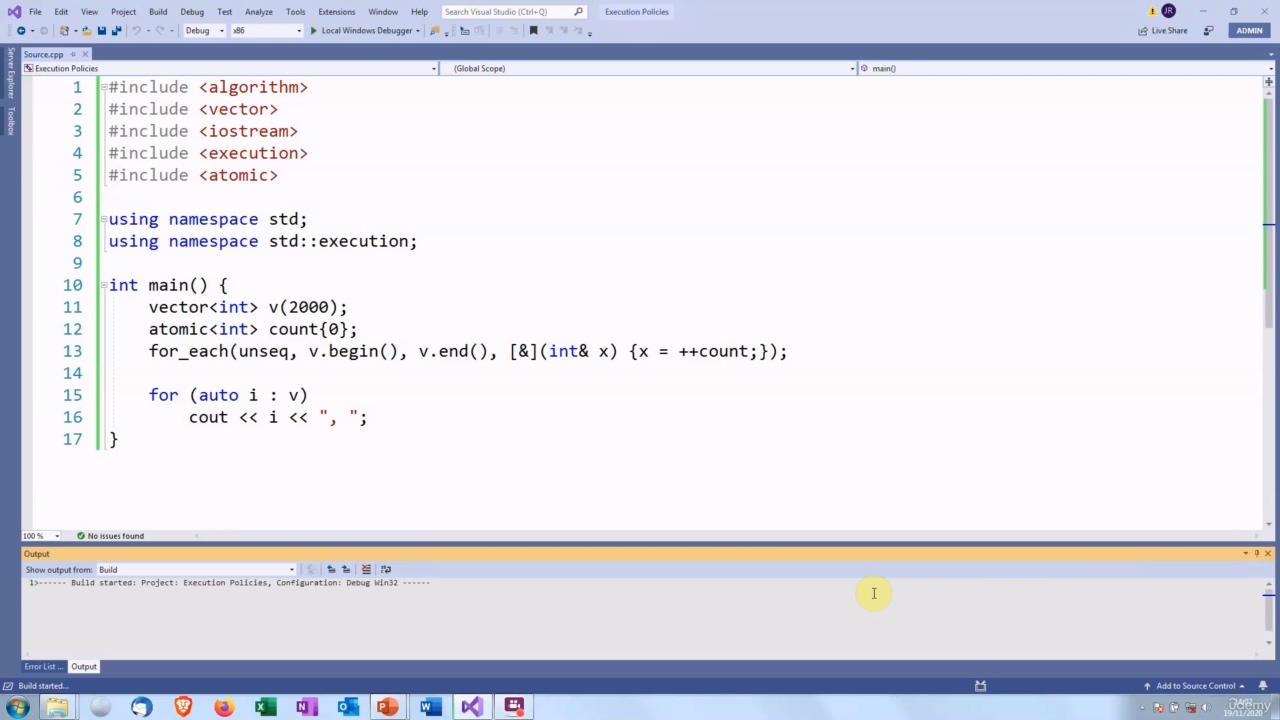 File Edit View Project Build Debug Test Analyze Tools Extensions Window Help Search Visual Studio (Ctrl+Q) Execution Policies JR
Debug x86 Local Windows Debugger Live Share ADMIN
Server Explorer
Toolbox
Source.cpp
Execution Policies (Global Scope) main()
1 #include <algorithm>
2 #include <vector>
3 #include <iostream>
4 #include <execution>
5 #include <atomic>
6
7 using namespace std;
8 using namespace std::execution;
9
10 int main() {
11 vector<int> v(2000);
12 atomic<int> count{0};
13 for_each(unseq, v.begin(), v.end(), [&](int& x) {x = ++count;});
14
15 for (auto i : v)
16 cout << i << ", ";
17 }
100 % No issues found
Output
Show output from: Build
1>------ Build started: Project: Execution Policies, Configuration: Debug Win32 ------
Error List ... Output
Build started... Add to Source Control
udemy
19/11/2020